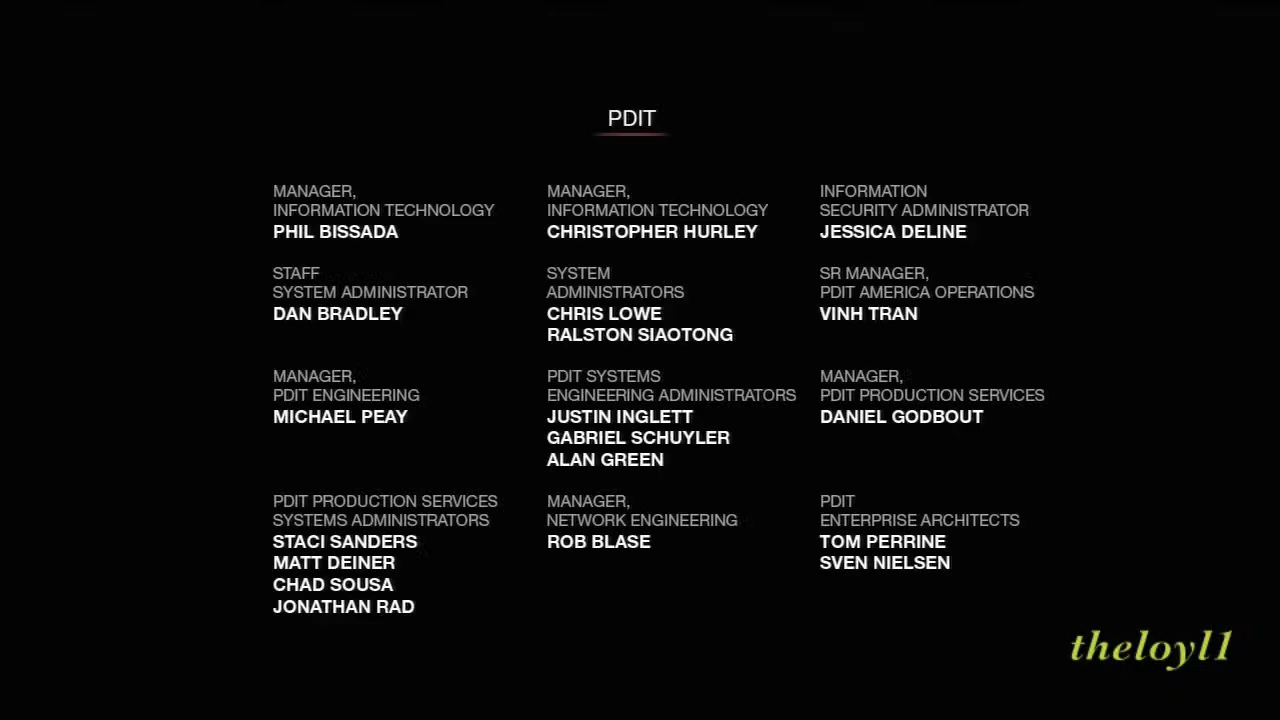 PDIT
MANAGER,
INFORMATION TECHNOLOGY
PHIL BISSADA
MANAGER,
INFORMATION TECHNOLOGY
CHRISTOPHER HURLEY
INFORMATION
SECURITY ADMINISTRATOR
JESSICA DELINE
STAFF
SYSTEM ADMINISTRATOR
DAN BRADLEY
SYSTEM
ADMINISTRATORS
CHRIS LOWE
RALSTON SIAOTONG
SR MANAGER,
PDIT AMERICA OPERATIONS
VINH TRAN
MANAGER,
PDIT ENGINEERING
MICHAEL PEAY
PDIT SYSTEMS
ENGINEERING ADMINISTRATORS
JUSTIN INGLETT
GABRIEL SCHUYLER
ALAN GREEN
MANAGER,
PDIT PRODUCTION SERVICES
DANIEL GODBOUT
PDIT PRODUCTION SERVICES
SYSTEMS ADMINISTRATORS
STACI SANDERS
MATT DEINER
CHAD SOUSA
JONATHAN RAD
MANAGER,
NETWORK ENGINEERING
ROB BLASE
PDIT
ENTERPRISE ARCHITECTS
TOM PERRINE
SVEN NIELSEN
theloyl1